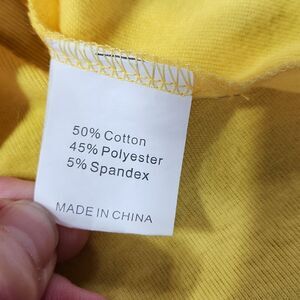 50% Cotton
45% Polyester
5% Spandex
MADE IN CHINA